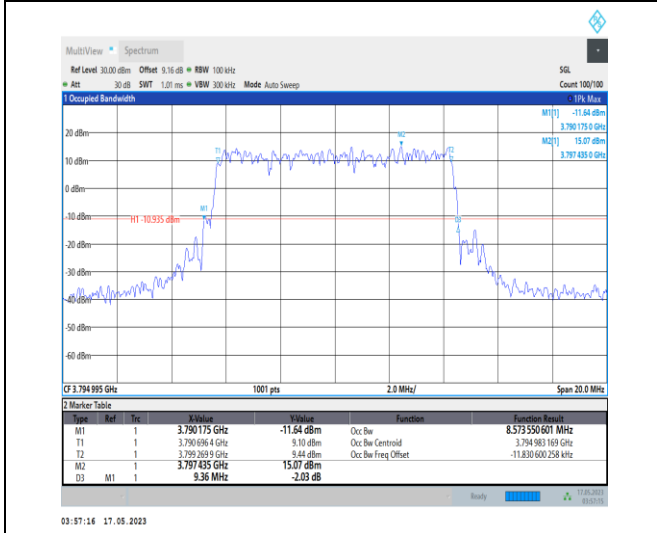 MultiView Spectrum
Ref Level 30.00 dBm Offset 9.16 dB RBW 100 kHz SGL
Att 30 dB SWT 1.01 ms VBW 300 kHz Mode Auto Sweep Count 100/100
1 Occupied Bandwidth 1Pk Max
M1[1] -11.64 dBm
3.790 175 0 GHz
M2[1] 15.07 dBm
3.797 435 0 GHz
20 dBm
M2
T1 T2
10 dBm
0 dBm
M1
-10 dBm
H1 -10.935 dBm
D3
-20 dBm
-30 dBm
-40 dBm
-50 dBm
-60 dBm
CF 3.794 995 GHz 1001 pts 2.0 MHz/ Span 20.0 MHz
2 Marker Table
Type Ref Trc X-Value Y-Value Function Function Result
M1 1 3.790175 GHz -11.64 dBm Occ Bw 8.573 550 601 MHz
T1 1 3.790 696 4 GHz 9.10 dBm Occ Bw Centroid 3.794 983 169 GHz
T2 1 3.799 269 9 GHz 9.44 dBm Occ Bw Freq Offset -11.830 600 258 kHz
M2 1 3.797435 GHz 15.07 dBm
D3 M1 1 9.36 MHz -2.03 dB
Ready 17.05.2023
03:57:15
03:57:16 17.05.2023